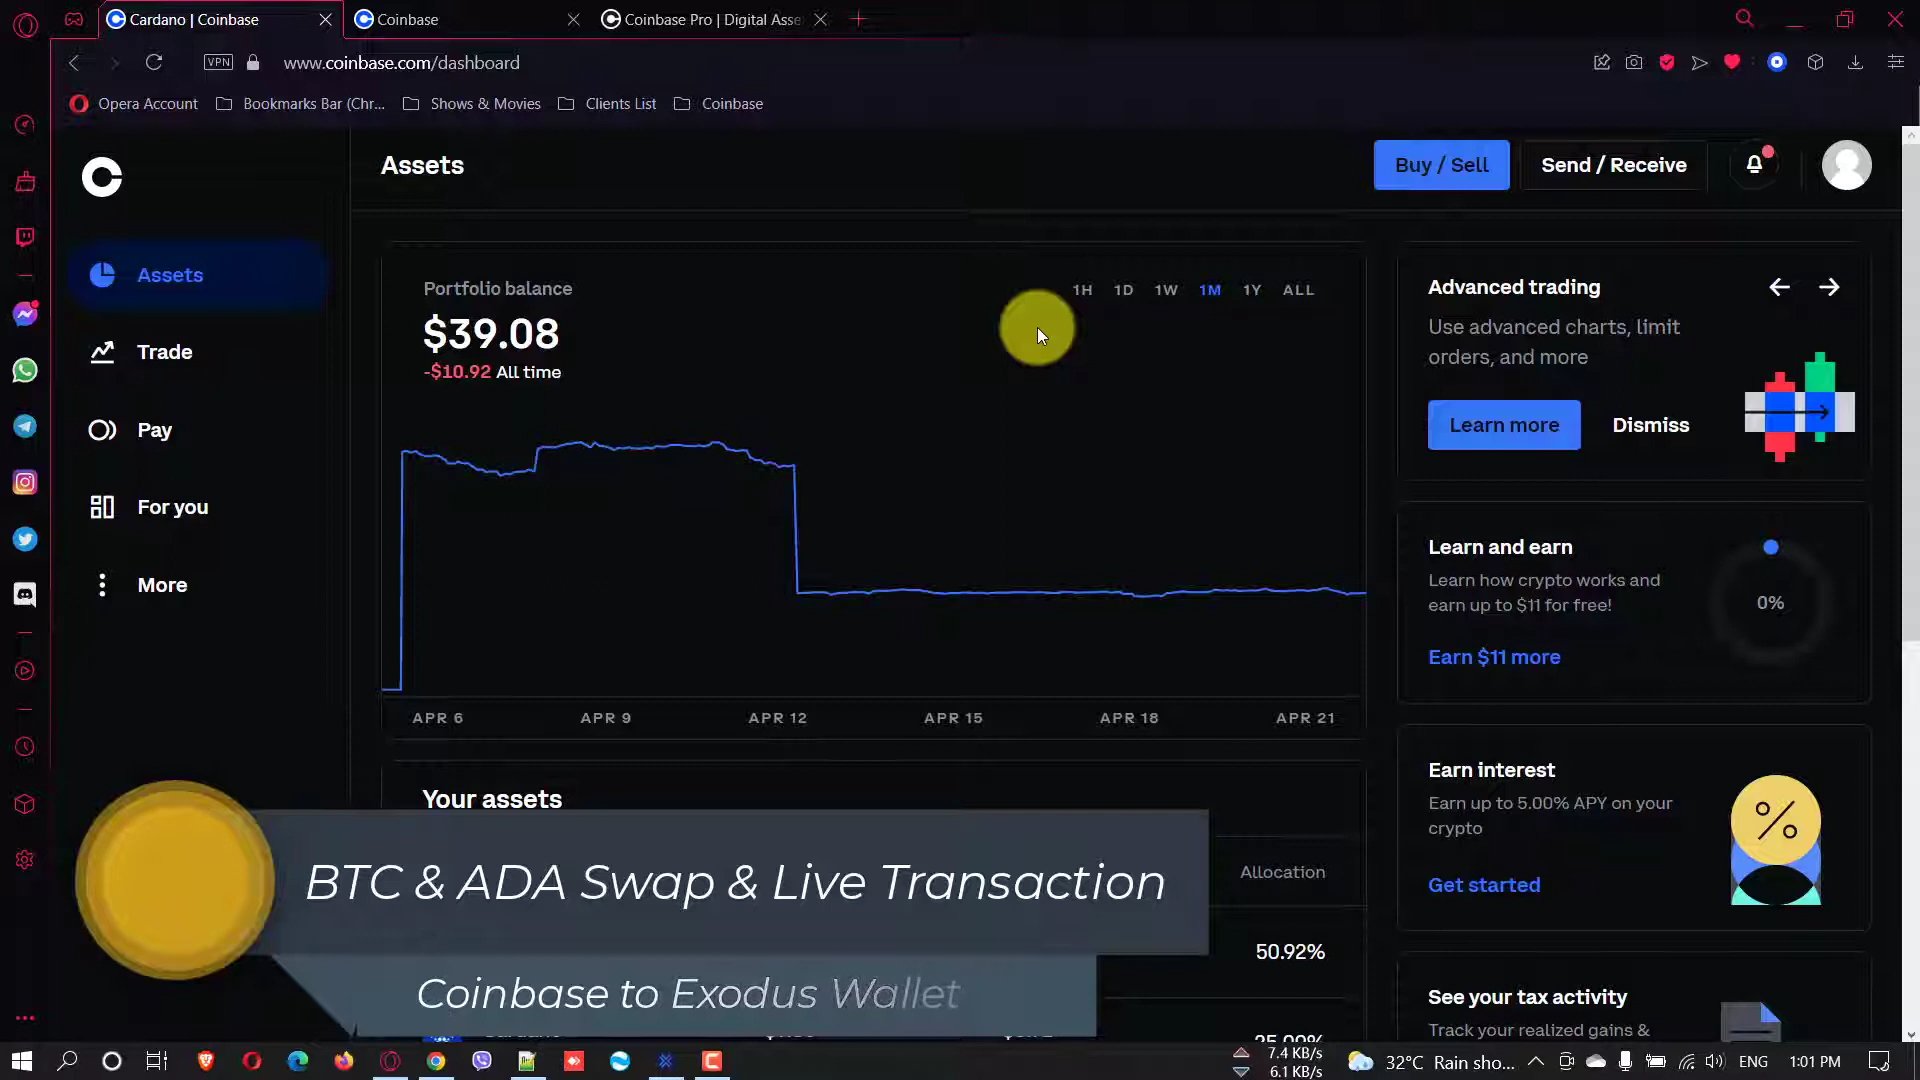 Cardano | Coinbase
Coinbase
Coinbase Pro | Digital Asse
VPN
www.coinbase.com/dashboard
Opera Account
Bookmarks Bar (Chr...
Shows & Movies
Clients List
Coinbase
Assets
Buy / Sell
Send / Receive
Assets
Trade
Pay
For you
More
Portfolio balance
1H 1D 1W 1M 1Y ALL
$39.08
-$10.92 All time
APR 6 APR 9 APR 12 APR 15 APR 18 APR 21
Your assets
Allocation
50.92%
Advanced trading
Use advanced charts, limit
orders, and more
Learn more
Dismiss
Learn and earn
Learn how crypto works and
earn up to $11 for free!
0%
Earn $11 more
Earn interest
Earn up to 5.00% APY on your
crypto
Get started
See your tax activity
Track your realized gains &
BTC & ADA Swap & Live Transaction
Coinbase to Exodus Wallet
7.4 KB/s
6.1 KB/s
32°C Rain sho...
ENG
1:01 PM